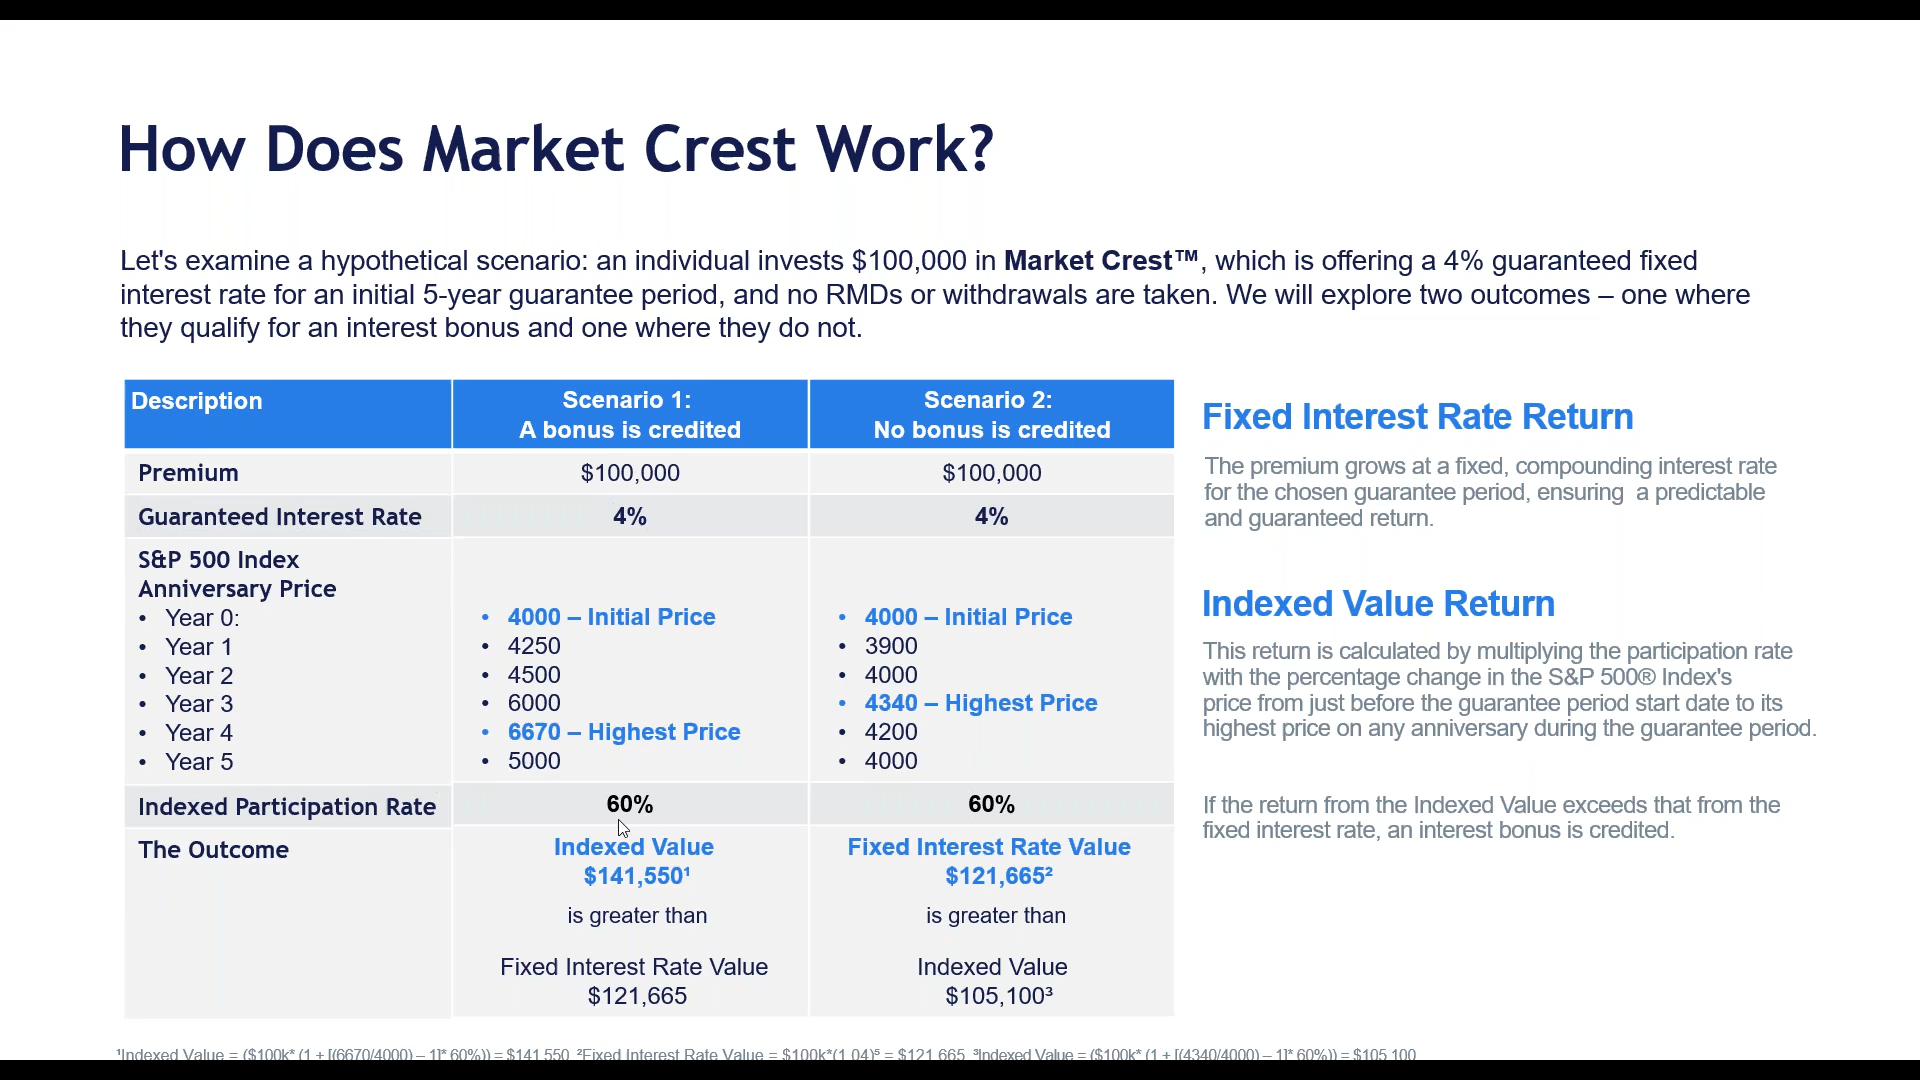 How Does Market Crest Work?
Let's examine a hypothetical scenario: an individual invests $100,000 in Market Crest™, which is offering a 4% guaranteed fixed
interest rate for an initial 5-year guarantee period, and no RMDs or withdrawals are taken. We will explore two outcomes – one where
they qualify for an interest bonus and one where they do not.
Description
Scenario 1:
A bonus is credited
Scenario 2:
No bonus is credited
Premium
$100,000
$100,000
Guaranteed Interest Rate
4%
4%
S&P 500 Index
Anniversary Price
• Year 0:
• Year 1
• Year 2
• Year 3
• Year 4
• Year 5
• 4000 – Initial Price
• 4250
• 4500
• 6000
• 6670 – Highest Price
• 5000
• 4000 – Initial Price
• 3900
• 4000
• 4340 – Highest Price
• 4200
• 4000
Indexed Participation Rate
60%
60%
The Outcome
Indexed Value
$141,550¹
is greater than
Fixed Interest Rate Value
$121,665
Fixed Interest Rate Value
$121,665²
is greater than
Indexed Value
$105,100³
Fixed Interest Rate Return
The premium grows at a fixed, compounding interest rate
for the chosen guarantee period, ensuring a predictable
and guaranteed return.
Indexed Value Return
This return is calculated by multiplying the participation rate
with the percentage change in the S&P 500® Index's
price from just before the guarantee period start date to its
highest price on any anniversary during the guarantee period.
If the return from the Indexed Value exceeds that from the
fixed interest rate, an interest bonus is credited.
¹Indexed Value = ($100k* (1 + [(6670/4000) – 1]* 60%)) = $141,550 ²Fixed Interest Rate Value = $100k*(1.04)⁵ = $121,665 ³Indexed Value = ($100k* (1 + [(4340/4000) – 1]* 60%)) = $105,100